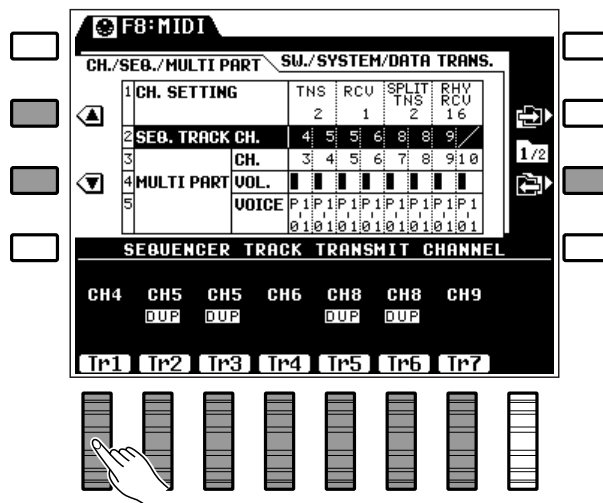 F8:MIDI
CH./SEQ./MULTI PART SW./SYSTEM/DATA TRANS.
1 CH. SETTING TNS 2 RCV 1 SPLIT TNS 2 RHY RCV 16
2 SEQ. TRACK CH. 4 5 5 6 8 8 9
3 CH. 3 4 5 6 7 8 9 10
4 MULTI PART VOL.
5 VOICE P1-01 P1-01 P1-01 P1-01 P1-01 P1-01 P1-01 P1-01
1/2
SEQUENCER TRACK TRANSMIT CHANNEL
CH4 CH5 CH5 CH6 CH8 CH8 CH9
DUP DUP DUP DUP
Tr1 Tr2 Tr3 Tr4 Tr5 Tr6 Tr7